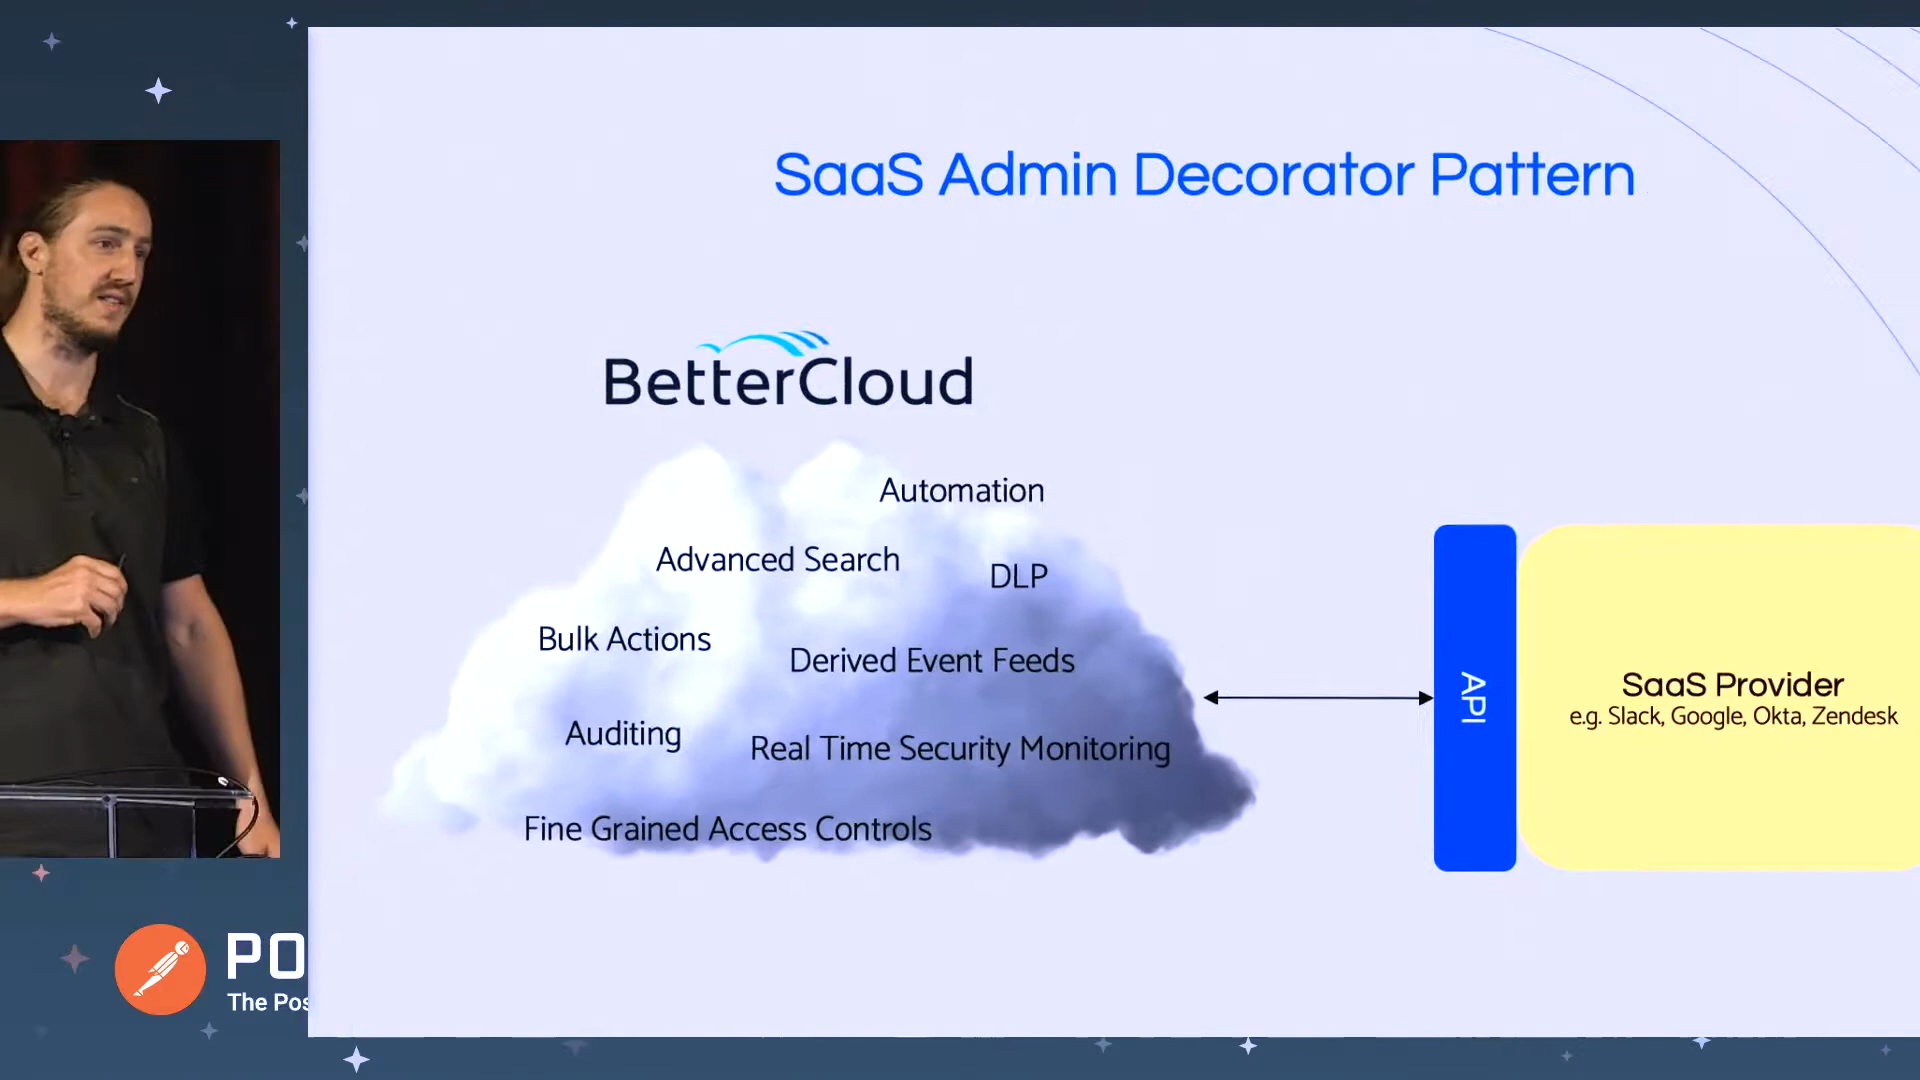 SaaS Admin Decorator Pattern
BetterCloud
Automation
Advanced Search
DLP
Bulk Actions
Derived Event Feeds
Auditing
Real Time Security Monitoring
Fine Grained Access Controls
API
SaaS Provider
e.g. Slack, Google, Okta, Zendesk
PO
The Pos